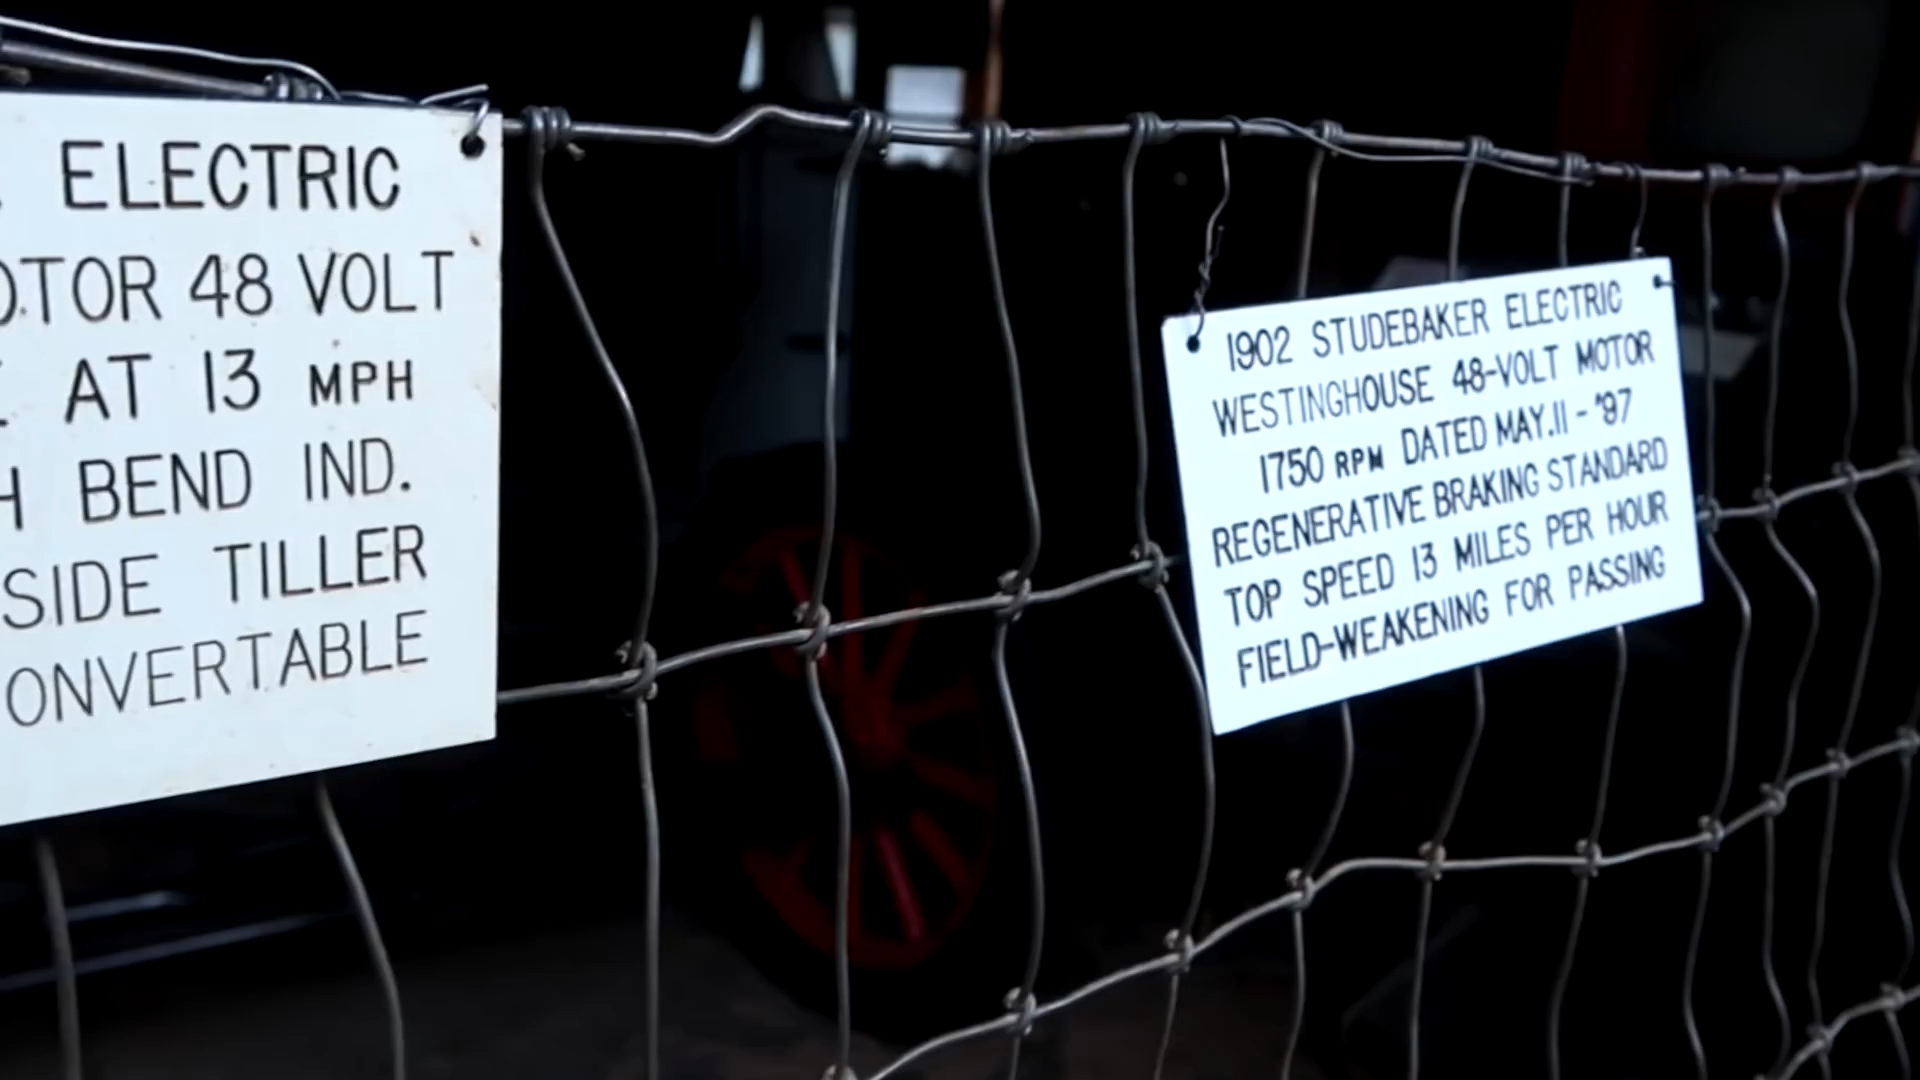 ELECTRIC
OTOR 48 VOLT
AT 13 MPH
H BEND IND.
SIDE TILLER
ONVERTABLE
1902 STUDEBAKER ELECTRIC
WESTINGHOUSE 48-VOLT MOTOR
1750 RPM DATED MAY.11-'97
REGENERATIVE BRAKING STANDARD
TOP SPEED 13 MILES PER HOUR
FIELD-WEAKENING FOR PASSING